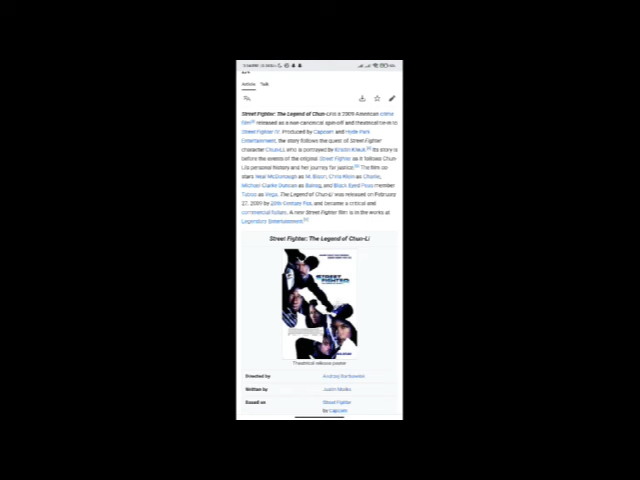 Article Talk
Street Fighter: The Legend of Chun-Li is a 2009 American action
film released as a non-canonical spin-off and theatrical tie-in to
Street Fighter IV. Produced by Capcom and Hyde Park
Entertainment, the story follows the quest of Street Fighter
character Chun-Li, who is portrayed by Kristin Kreuk. Its story is
before the events of the original Street Fighter as it follows Chun-
Li's personal history and her journey for justice. The film co-
stars Neal McDonough as M. Bison, Chris Klein as Charlie,
Michael Clarke Duncan as Balrog, and Black Eyed Peas member
Taboo as Vega. The Legend of Chun-Li was released on February
27, 2009 by 20th Century Fox and became a critical and
commercial failure. A new Street Fighter film is in the works at
Legendary Entertainment.
Street Fighter: The Legend of Chun-Li
STREET
FIGHTER
Theatrical release poster
Directed by Andrzej Bartkowiak
Written by Justin Marks
Based on Street Fighter
by Capcom